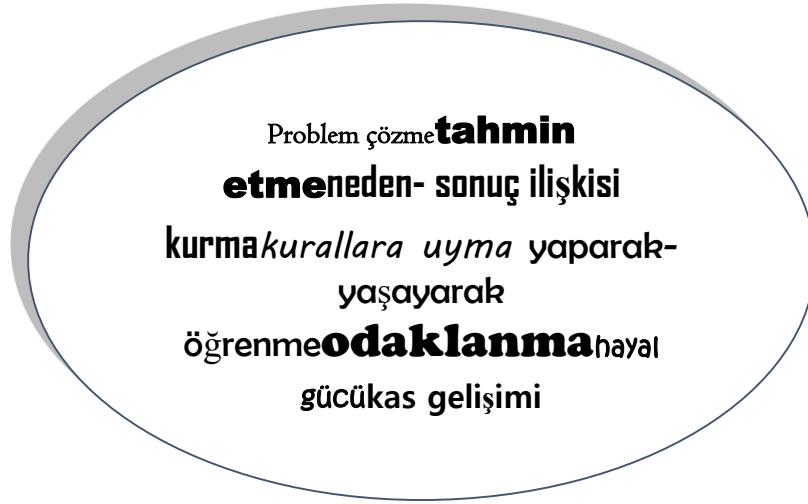 Problem çözmetahmin
etmeneden- sonuç ilişkisi
kurmakurallara uyma yaparak-
yaşayarak
öğrenmeodaklanmahayal
gücükas gelişimi